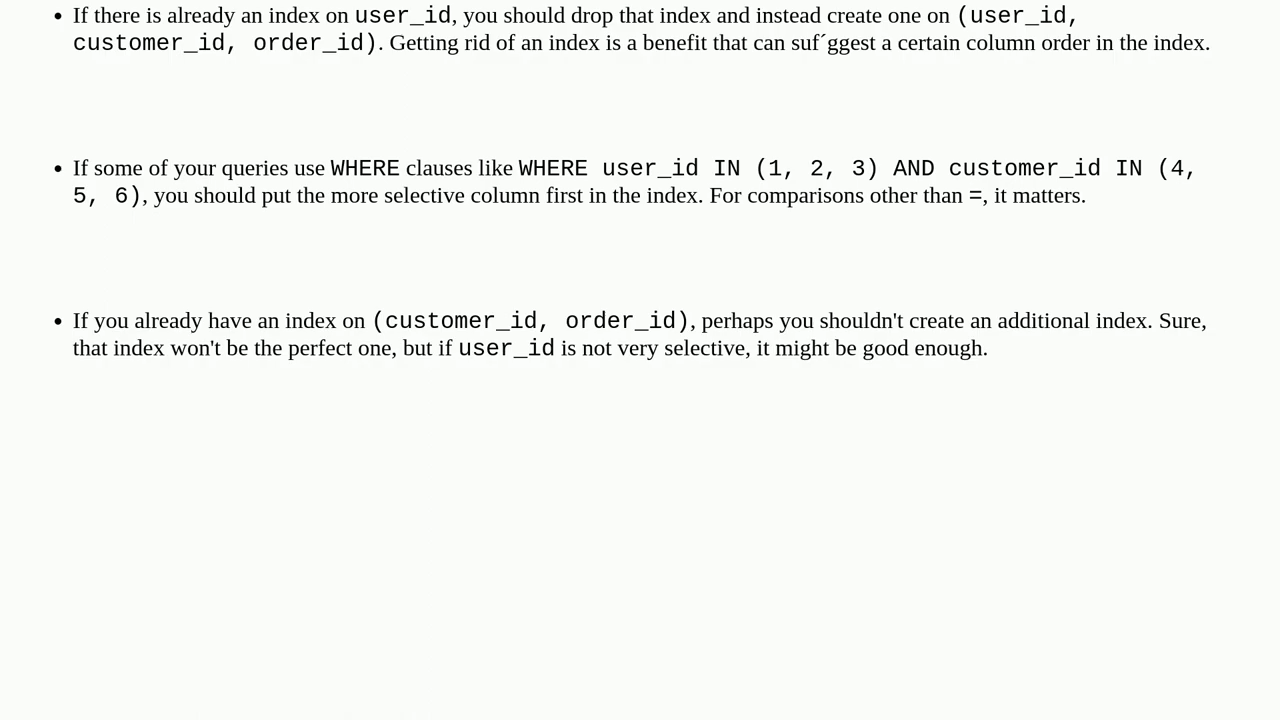 • If there is already an index on user_id, you should drop that index and instead create one on (user_id,
customer_id, order_id). Getting rid of an index is a benefit that can suf´ggest a certain column order in the index.
• If some of your queries use WHERE clauses like WHERE user_id IN (1, 2, 3) AND customer_id IN (4,
5, 6), you should put the more selective column first in the index. For comparisons other than =, it matters.
• If you already have an index on (customer_id, order_id), perhaps you shouldn't create an additional index. Sure,
that index won't be the perfect one, but if user_id is not very selective, it might be good enough.